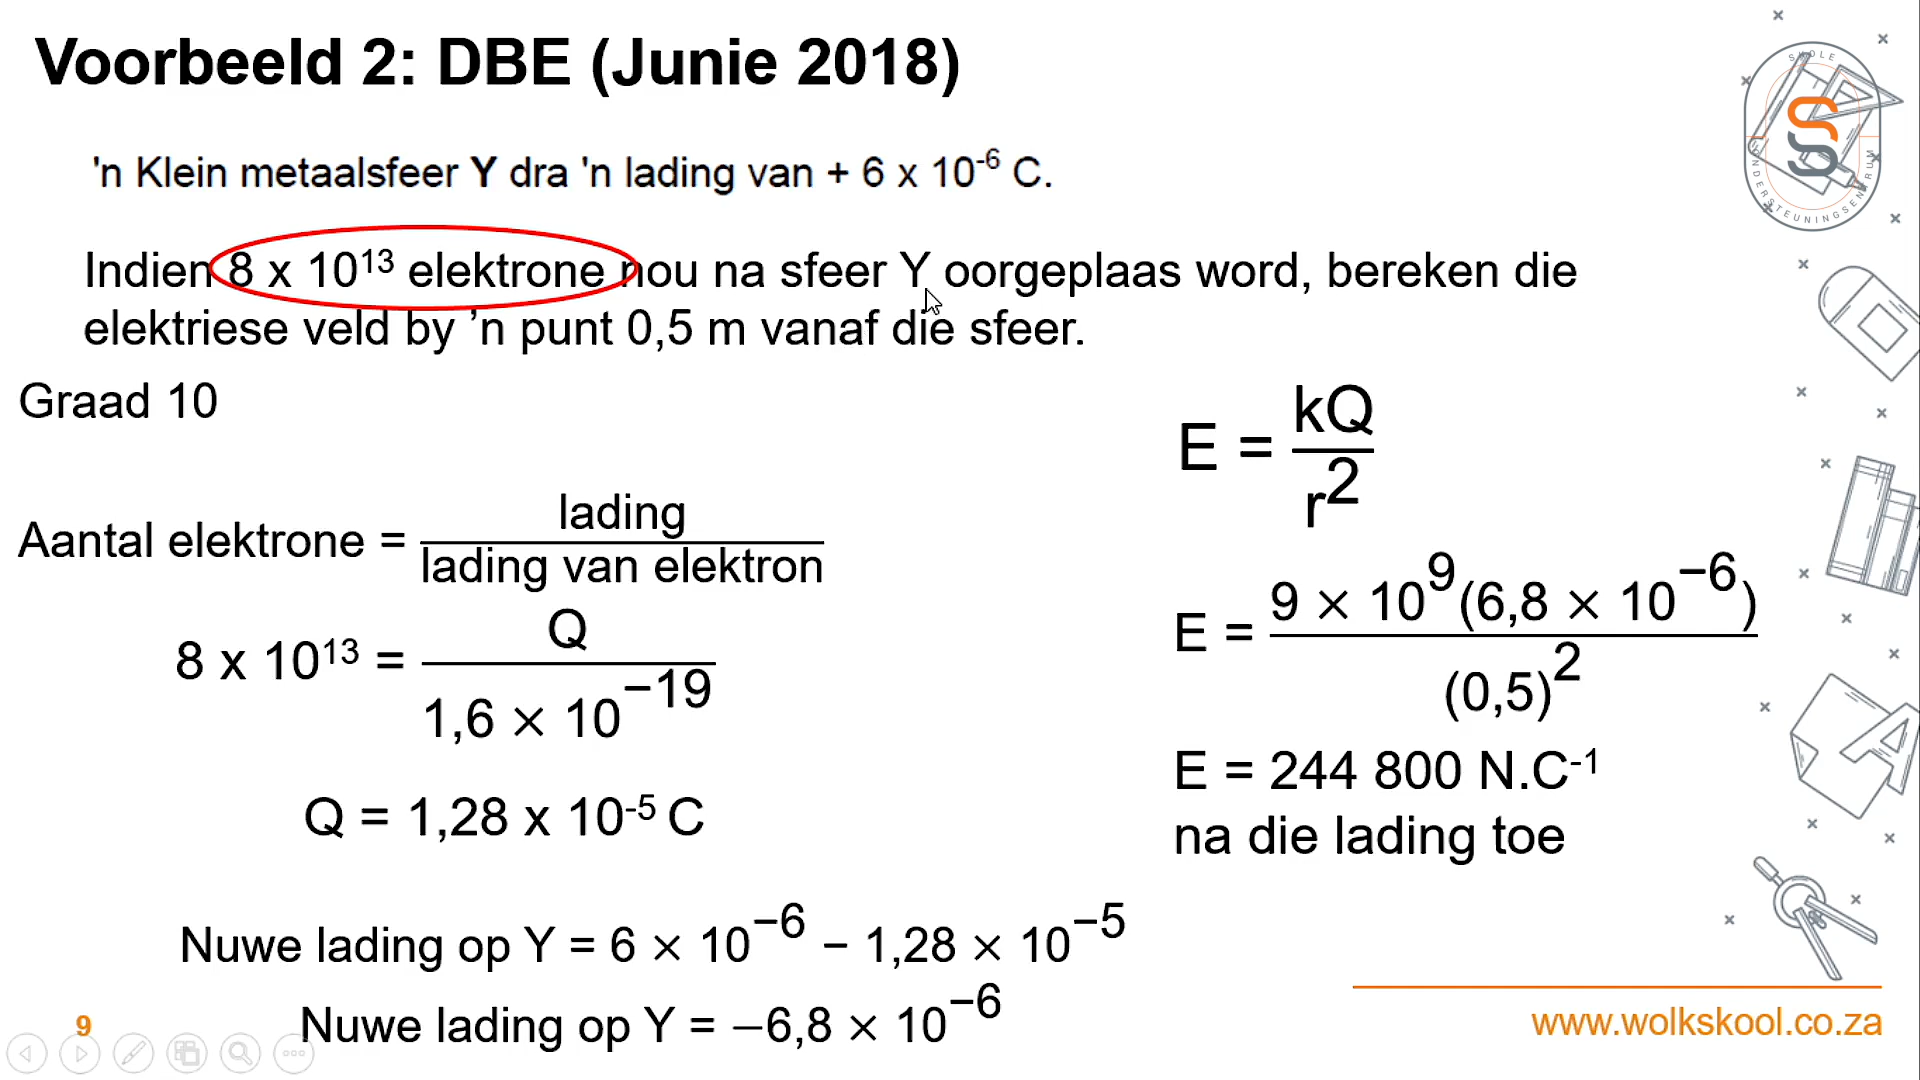 Voorbeeld 2: DBE (Junie 2018)
SKOLE
ONDERSTEUNINGSENTRUM
'n Klein metaalsfeer Y dra 'n lading van + 6 x 10⁻⁶ C.
Indien 8 x 10¹³ elektrone nou na sfeer Y oorgeplaas word, bereken die
elektriese veld by 'n punt 0,5 m vanaf die sfeer.
Graad 10
Aantal elektrone = lading / lading van elektron
8 x 10¹³ = Q / 1,6 × 10⁻¹⁹
Q = 1,28 x 10⁻⁵ C
Nuwe lading op Y = 6 × 10⁻⁶ − 1,28 × 10⁻⁵
Nuwe lading op Y = −6,8 × 10⁻⁶
E = kQ / r²
E = 9 × 10⁹(6,8 × 10⁻⁶) / (0,5)²
E = 244 800 N.C⁻¹
na die lading toe
9
www.wolkskool.co.za